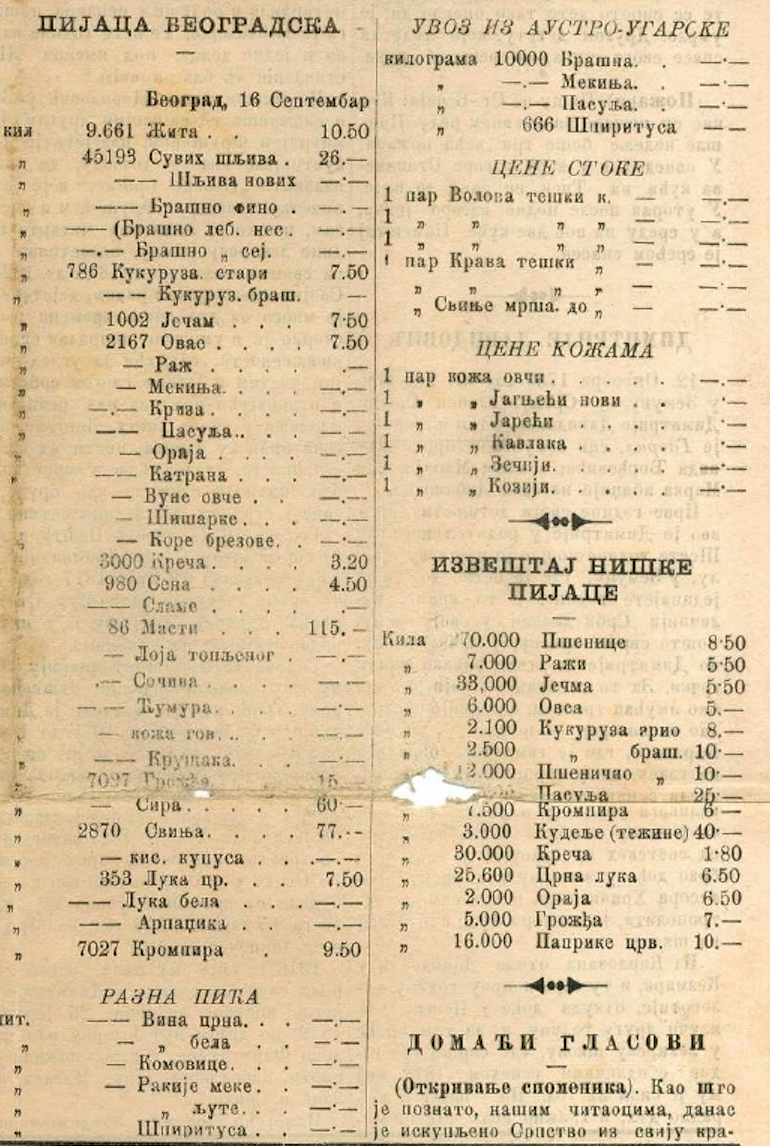 ПИЈАЦА БЕОГРАДСКА
Београд, 16 Септембар
кил 9.661 Жита . . 10.50
„ 45193 Сувих шљива . 26.—
„ —— Шљива нових —·—
„ —— Брашно фино . —.—
„ —— (Брашно леб. нес. —.—
„ —.— Брашно „ сеј. —.—
„ 786 Кукуруза. стари 7.50
„ —— Кукуруз. браш. —
„ 1002 Јечам . . . 7·50
„ 2167 Овас . . . . 7.50
„ — Раж . . . . .—
„ — Мекиња. . . . —.—
„ —.— Криза . . . . —.—
„ —— Пасуља. . . . —.—
„ — Ораја . . . . —.—
„ —— Катрана . . . —.—
„ — Вуне овче . . —.—
„ — Шишарке . . . —.—
„ — Коре брезове. . —·—
3000 Креча . . . . 3.20
„ 980 Сена . . . . 4.50
—— Сламе . . . . .—
„ 86 Масти . . . 115. –
„ — Лоја топљеног . —.—
„ .— Сочива . . . . —.—
„ —.— Ћумура. . . . —·—
„ — кожа гов. . . . —·—
„ —— Крушака. . . —.—
7027 Грожђа. . . 15
„ — Сира . . . . . 60·—
„ 2870 Свиња. . . . 77.--
„ — кис. купуса . . .—.—
„ 353 Лука цр. . . 7.50
„ —— Лука бела . —.—
„ —— Арпаџика . . —.—
„ 7027 Кромпира . 9.50
РАЗНА ПИЋА
лит. —— Вина црна. . . —.—
„ — „ бела . —·—
„ — Комовице. . . —·—
„ — Ракије меке. . —·—
„ „ љуте. . . —·—
„ Шпиритуса . . —.—
УВОЗ ИЗ АУСТРО-УГАРСКЕ
килограма 10000 Брашна. . —·—
„ —.— Мекиња. . —·—
„ —.— Пасуља. . —·—
„ 666 Шпиритуса — —
ЦЕНЕ СТОКЕ
1 пар Волова тешки к. — —.—
1 „ „ „ „ — —.—
1 „ „ „ „ — —·—
1 пар Крава тешки „ — —·—
„ „ „ „ — —·—
„ Свиње мрша. до „ — —·—
ЦЕНЕ КОЖАМА
1 пар кожа овчи . . . . . . —.—
1 „ „ Јагњећи нови . . . —·—
1 „ „ Јарећи . . . . . —·—
1 „ „ Кавлака . . . . —·—
1 „ „ Зечији. . . . . . —·—
1 „ „ Козији. . . . . . —·—
ИЗВЕШТАЈ НИШКЕ
ПИЈАЦЕ
Кила 70.000 Пшенице 8·50
„ 7.000 Ражи 5·50
„ 33,000 Јечма 5·50
„ 6.000 Овса 5.—
„ 2.100 Кукуруза зрно 8.—
„ 2.500 „ браш. 10·—
12.000 Пшенично „ 10·—
Пасуља 25·—
„ 7.500 Кромпира 6 —
„ 3.000 Кудеље (тежине) 40·—
„ 30.000 Креча 1·80
„ 25.600 Црна лука 6.50
„ 2.000 Ораја 6.50
„ 5.000 Грожђа 7.—
„ 16.000 Паприке црв. 10.—
ДОМАЋИ ГЛАСОВИ
(Откривање споменика). Као што
је познато, нашим читаоцима, данас
је искупљено Српство из свију кра-